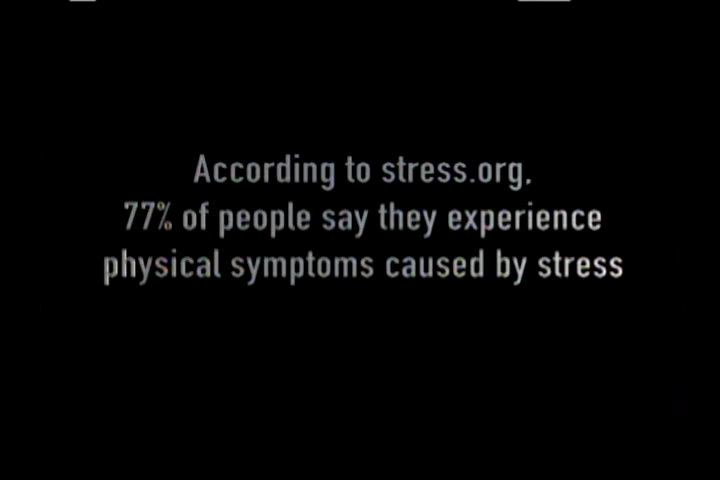 According to stress.org,
77% of people say they experience
physical symptoms caused by stress